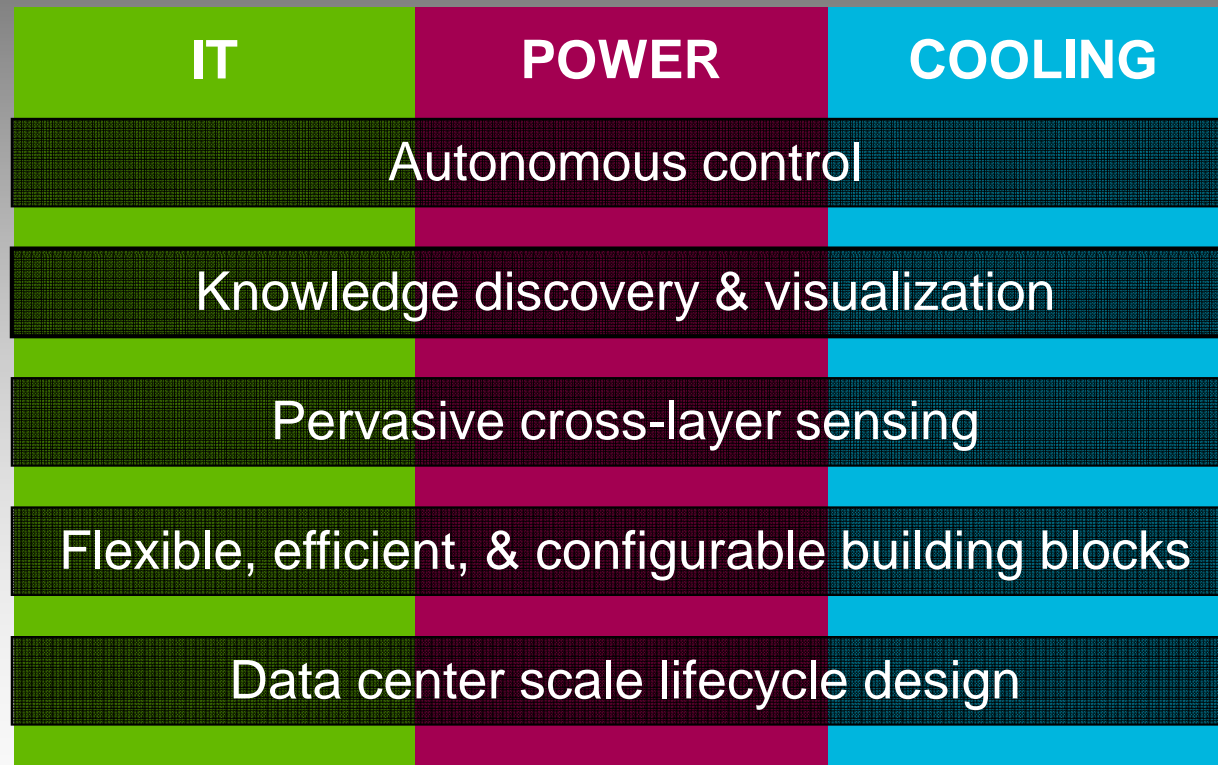 IT POWER COOLING
Autonomous control
Knowledge discovery & visualization
Pervasive cross-layer sensing
Flexible, efficient, & configurable building blocks
Data center scale lifecycle design